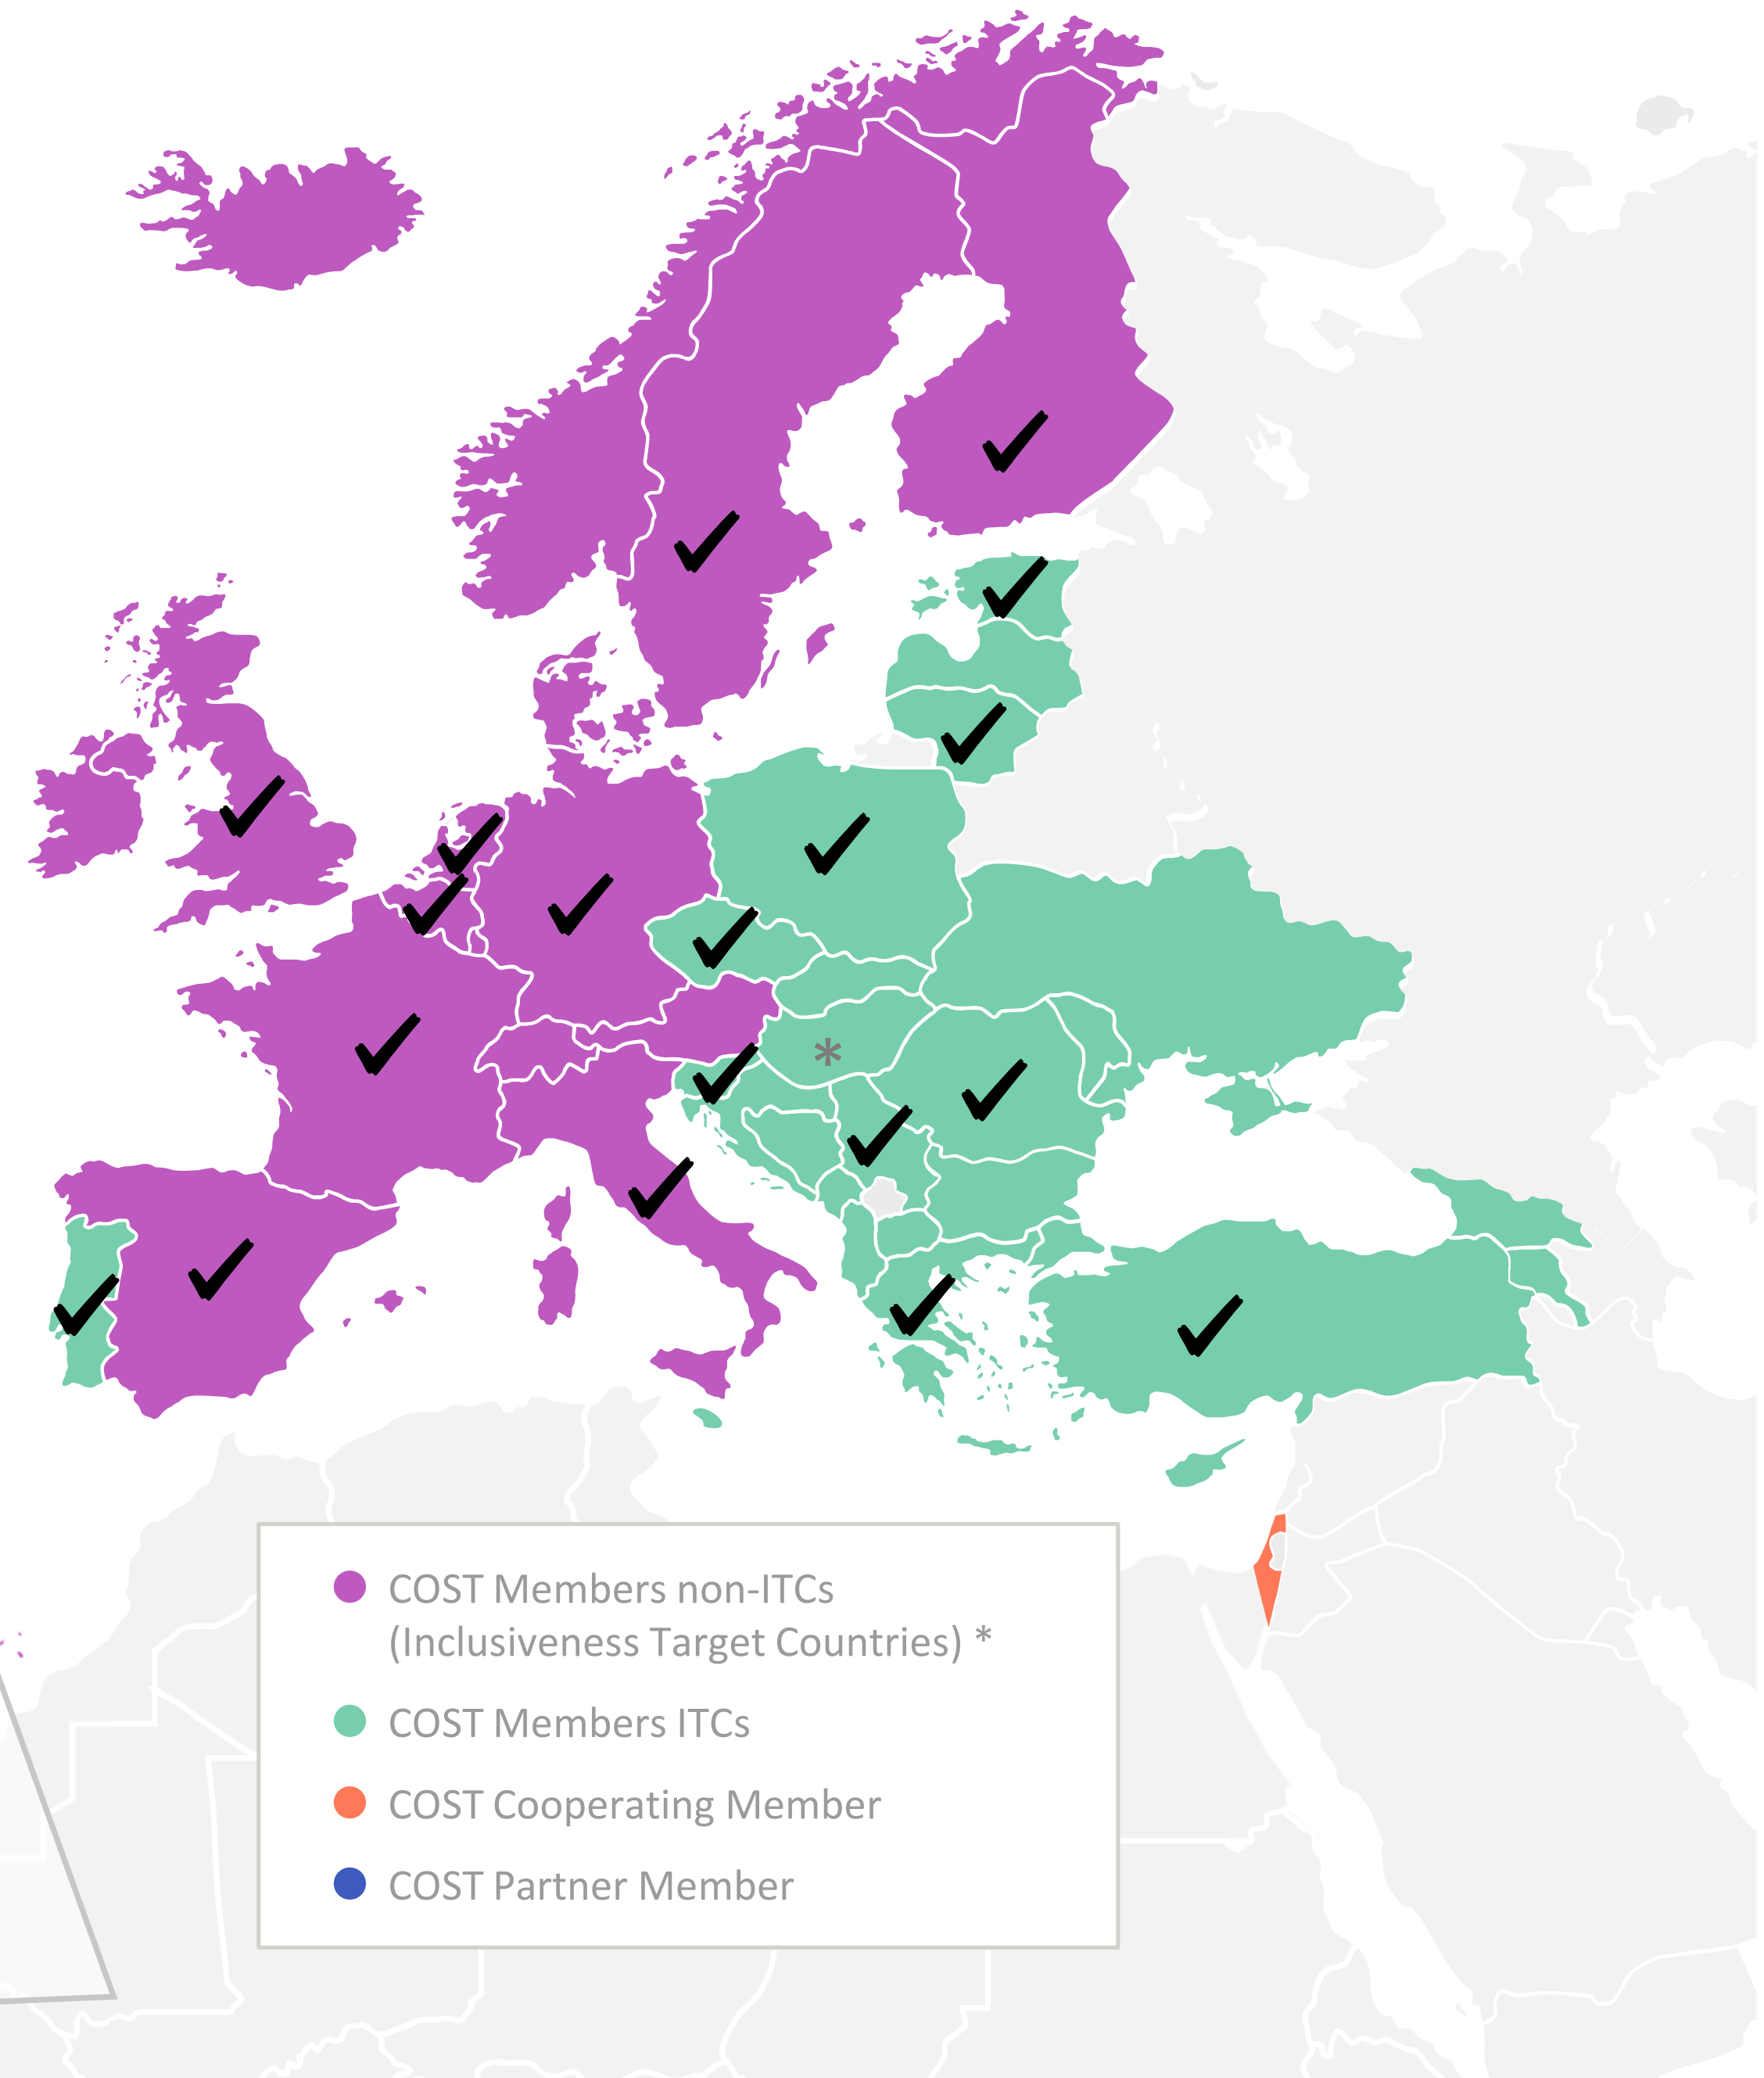 *
COST Members non-ITCs
(Inclusiveness Target Countries) *
COST Members ITCs
COST Cooperating Member
COST Partner Member